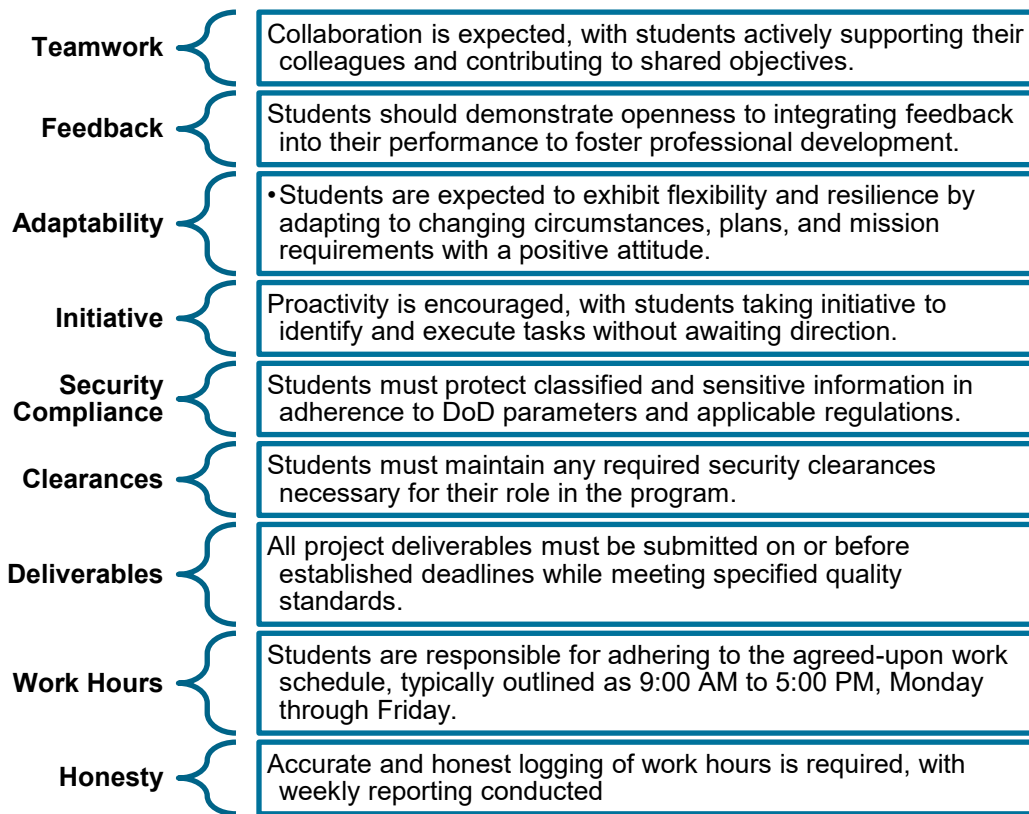 Teamwork
Collaboration is expected, with students actively supporting their
colleagues and contributing to shared objectives.
Feedback
Students should demonstrate openness to integrating feedback
into their performance to foster professional development.
Adaptability
•Students are expected to exhibit flexibility and resilience by
adapting to changing circumstances, plans, and mission
requirements with a positive attitude.
Initiative
Proactivity is encouraged, with students taking initiative to
identify and execute tasks without awaiting direction.
Security
Compliance
Students must protect classified and sensitive information in
adherence to DoD parameters and applicable regulations.
Clearances
Students must maintain any required security clearances
necessary for their role in the program.
Deliverables
All project deliverables must be submitted on or before
established deadlines while meeting specified quality
standards.
Work Hours
Students are responsible for adhering to the agreed-upon work
schedule, typically outlined as 9:00 AM to 5:00 PM, Monday
through Friday.
Honesty
Accurate and honest logging of work hours is required, with
weekly reporting conducted